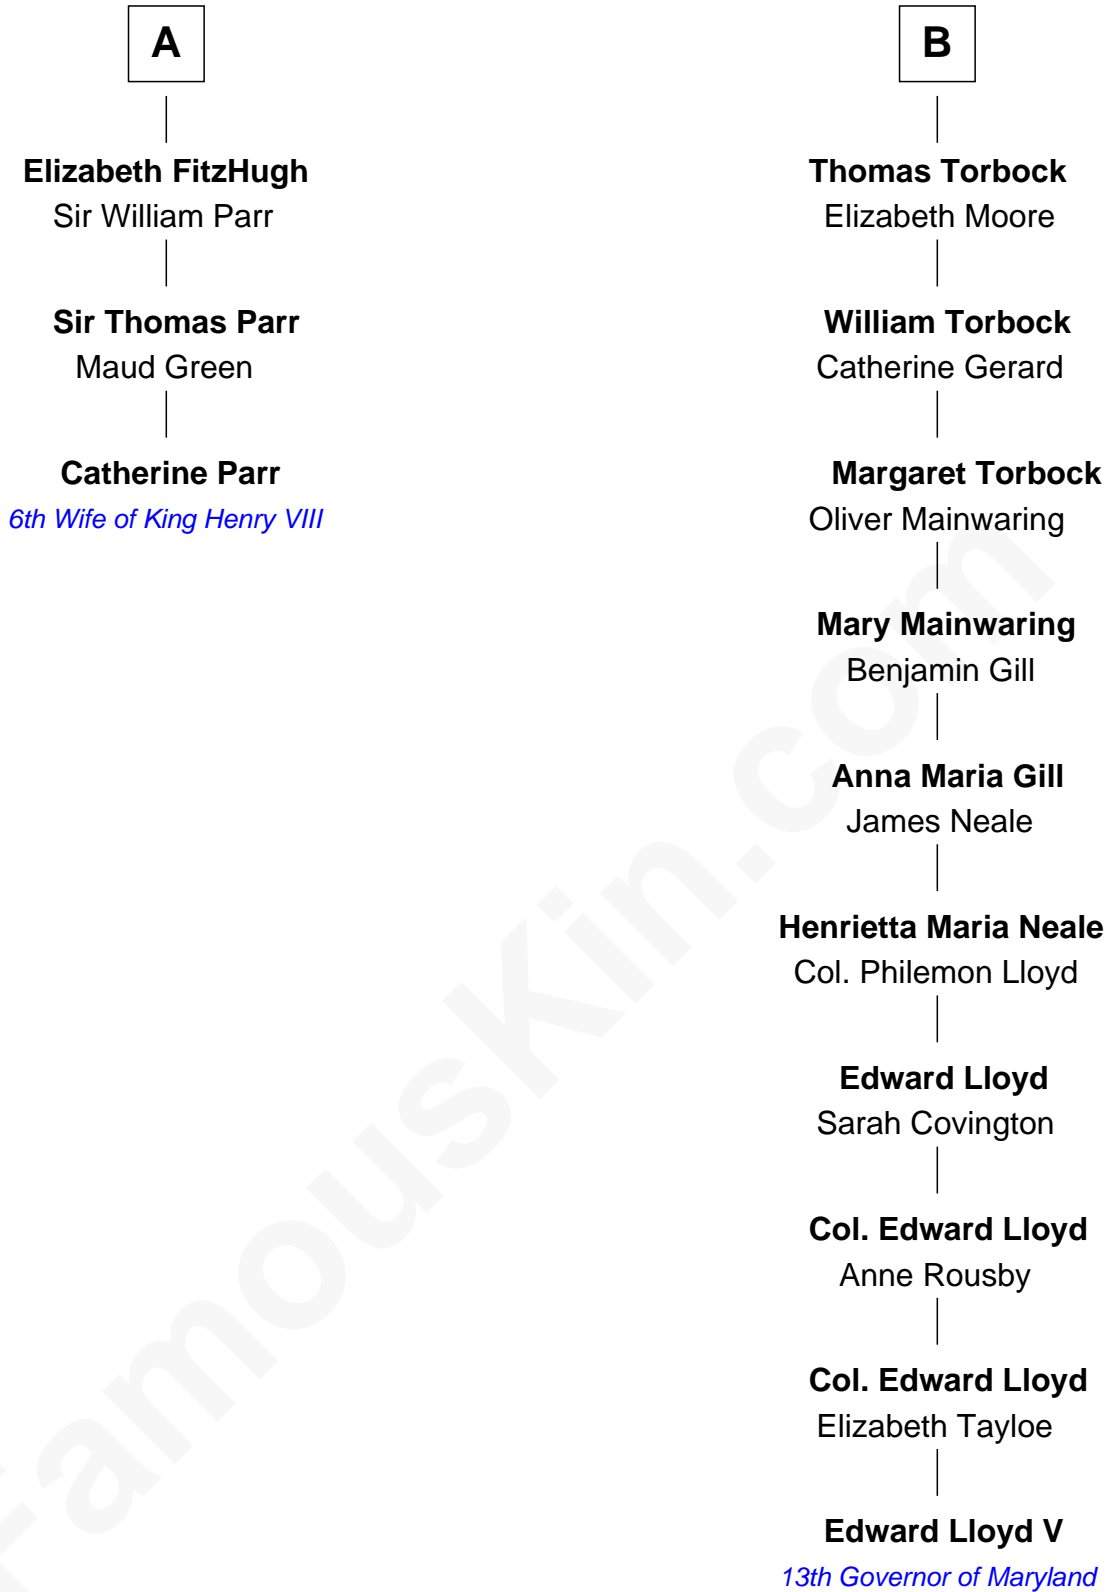 A
Elizabeth FitzHugh
Sir William Parr
Sir Thomas Parr
Maud Green
Catherine Parr
6th Wife of King Henry VIII
B
Thomas Torbock
Elizabeth Moore
William Torbock
Catherine Gerard
Margaret Torbock
Oliver Mainwaring
Mary Mainwaring
Benjamin Gill
Anna Maria Gill
James Neale
Henrietta Maria Neale
Col. Philemon Lloyd
Edward Lloyd
Sarah Covington
Col. Edward Lloyd
Anne Rousby
Col. Edward Lloyd
Elizabeth Tayloe
Edward Lloyd V
13th Governor of Maryland
FamousKin.com